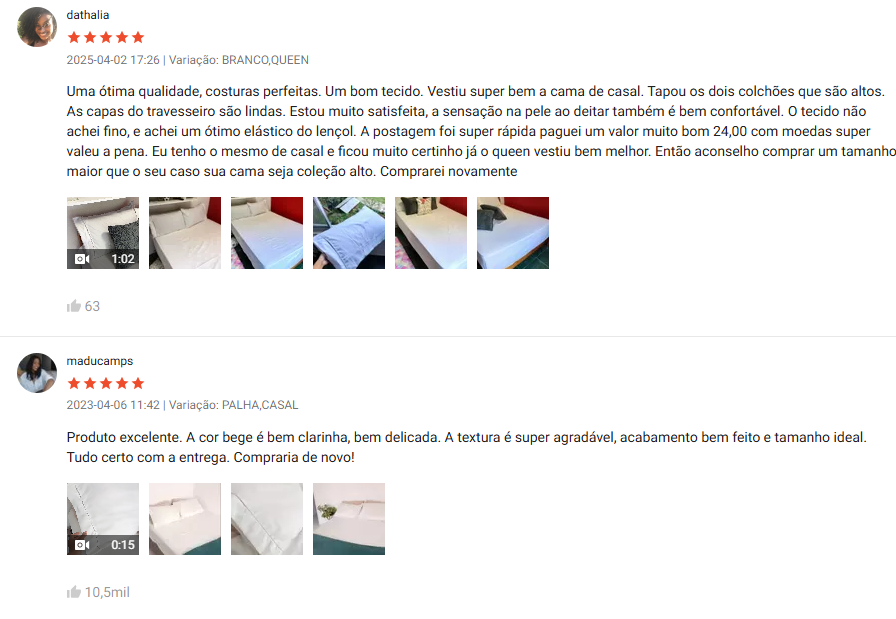 dathalia
2025-04-02 17:26 | Variação: BRANCO,QUEEN
Uma ótima qualidade, costuras perfeitas. Um bom tecido. Vestiu super bem a cama de casal. Tapou os dois colchões que são altos.
As capas do travesseiro são lindas. Estou muito satisfeita, a sensação na pele ao deitar também é bem confortável. O tecido não
achei fino, e achei um ótimo elástico do lençol. A postagem foi super rápida paguei um valor muito bom 24,00 com moedas super
valeu a pena. Eu tenho o mesmo de casal e ficou muito certinho já o queen vestiu bem melhor. Então aconselho comprar um tamanho
maior que o seu caso sua cama seja coleção alto. Comprarei novamente
1:02
63
maducamps
2023-04-06 11:42 | Variação: PALHA,CASAL
Produto excelente. A cor bege é bem clarinha, bem delicada. A textura é super agradável, acabamento bem feito e tamanho ideal.
Tudo certo com a entrega. Compraria de novo!
0:15
10,5mil